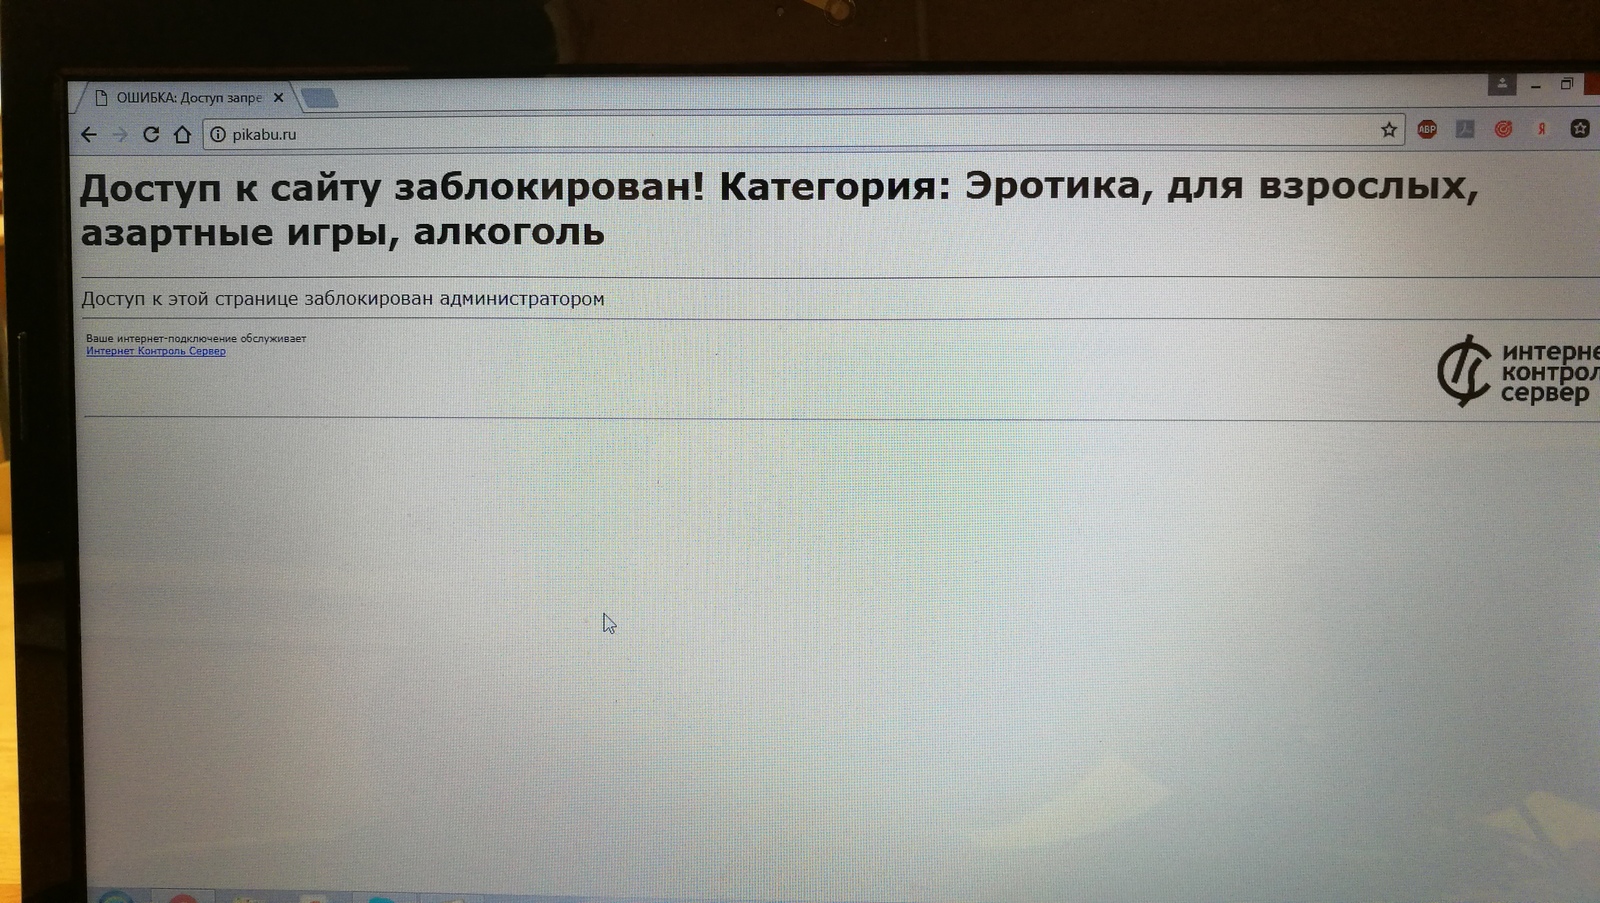 ОШИБКА: Доступ запре
pikabu.ru
ABP
Я
Доступ к сайту заблокирован! Категория: Эротика, для взрослых,
азартные игры, алкоголь
Доступ к этой странице заблокирован администратором
Ваше интернет-подключение обслуживает
Интернет Контроль Сервер
интерне
контрол
сервер